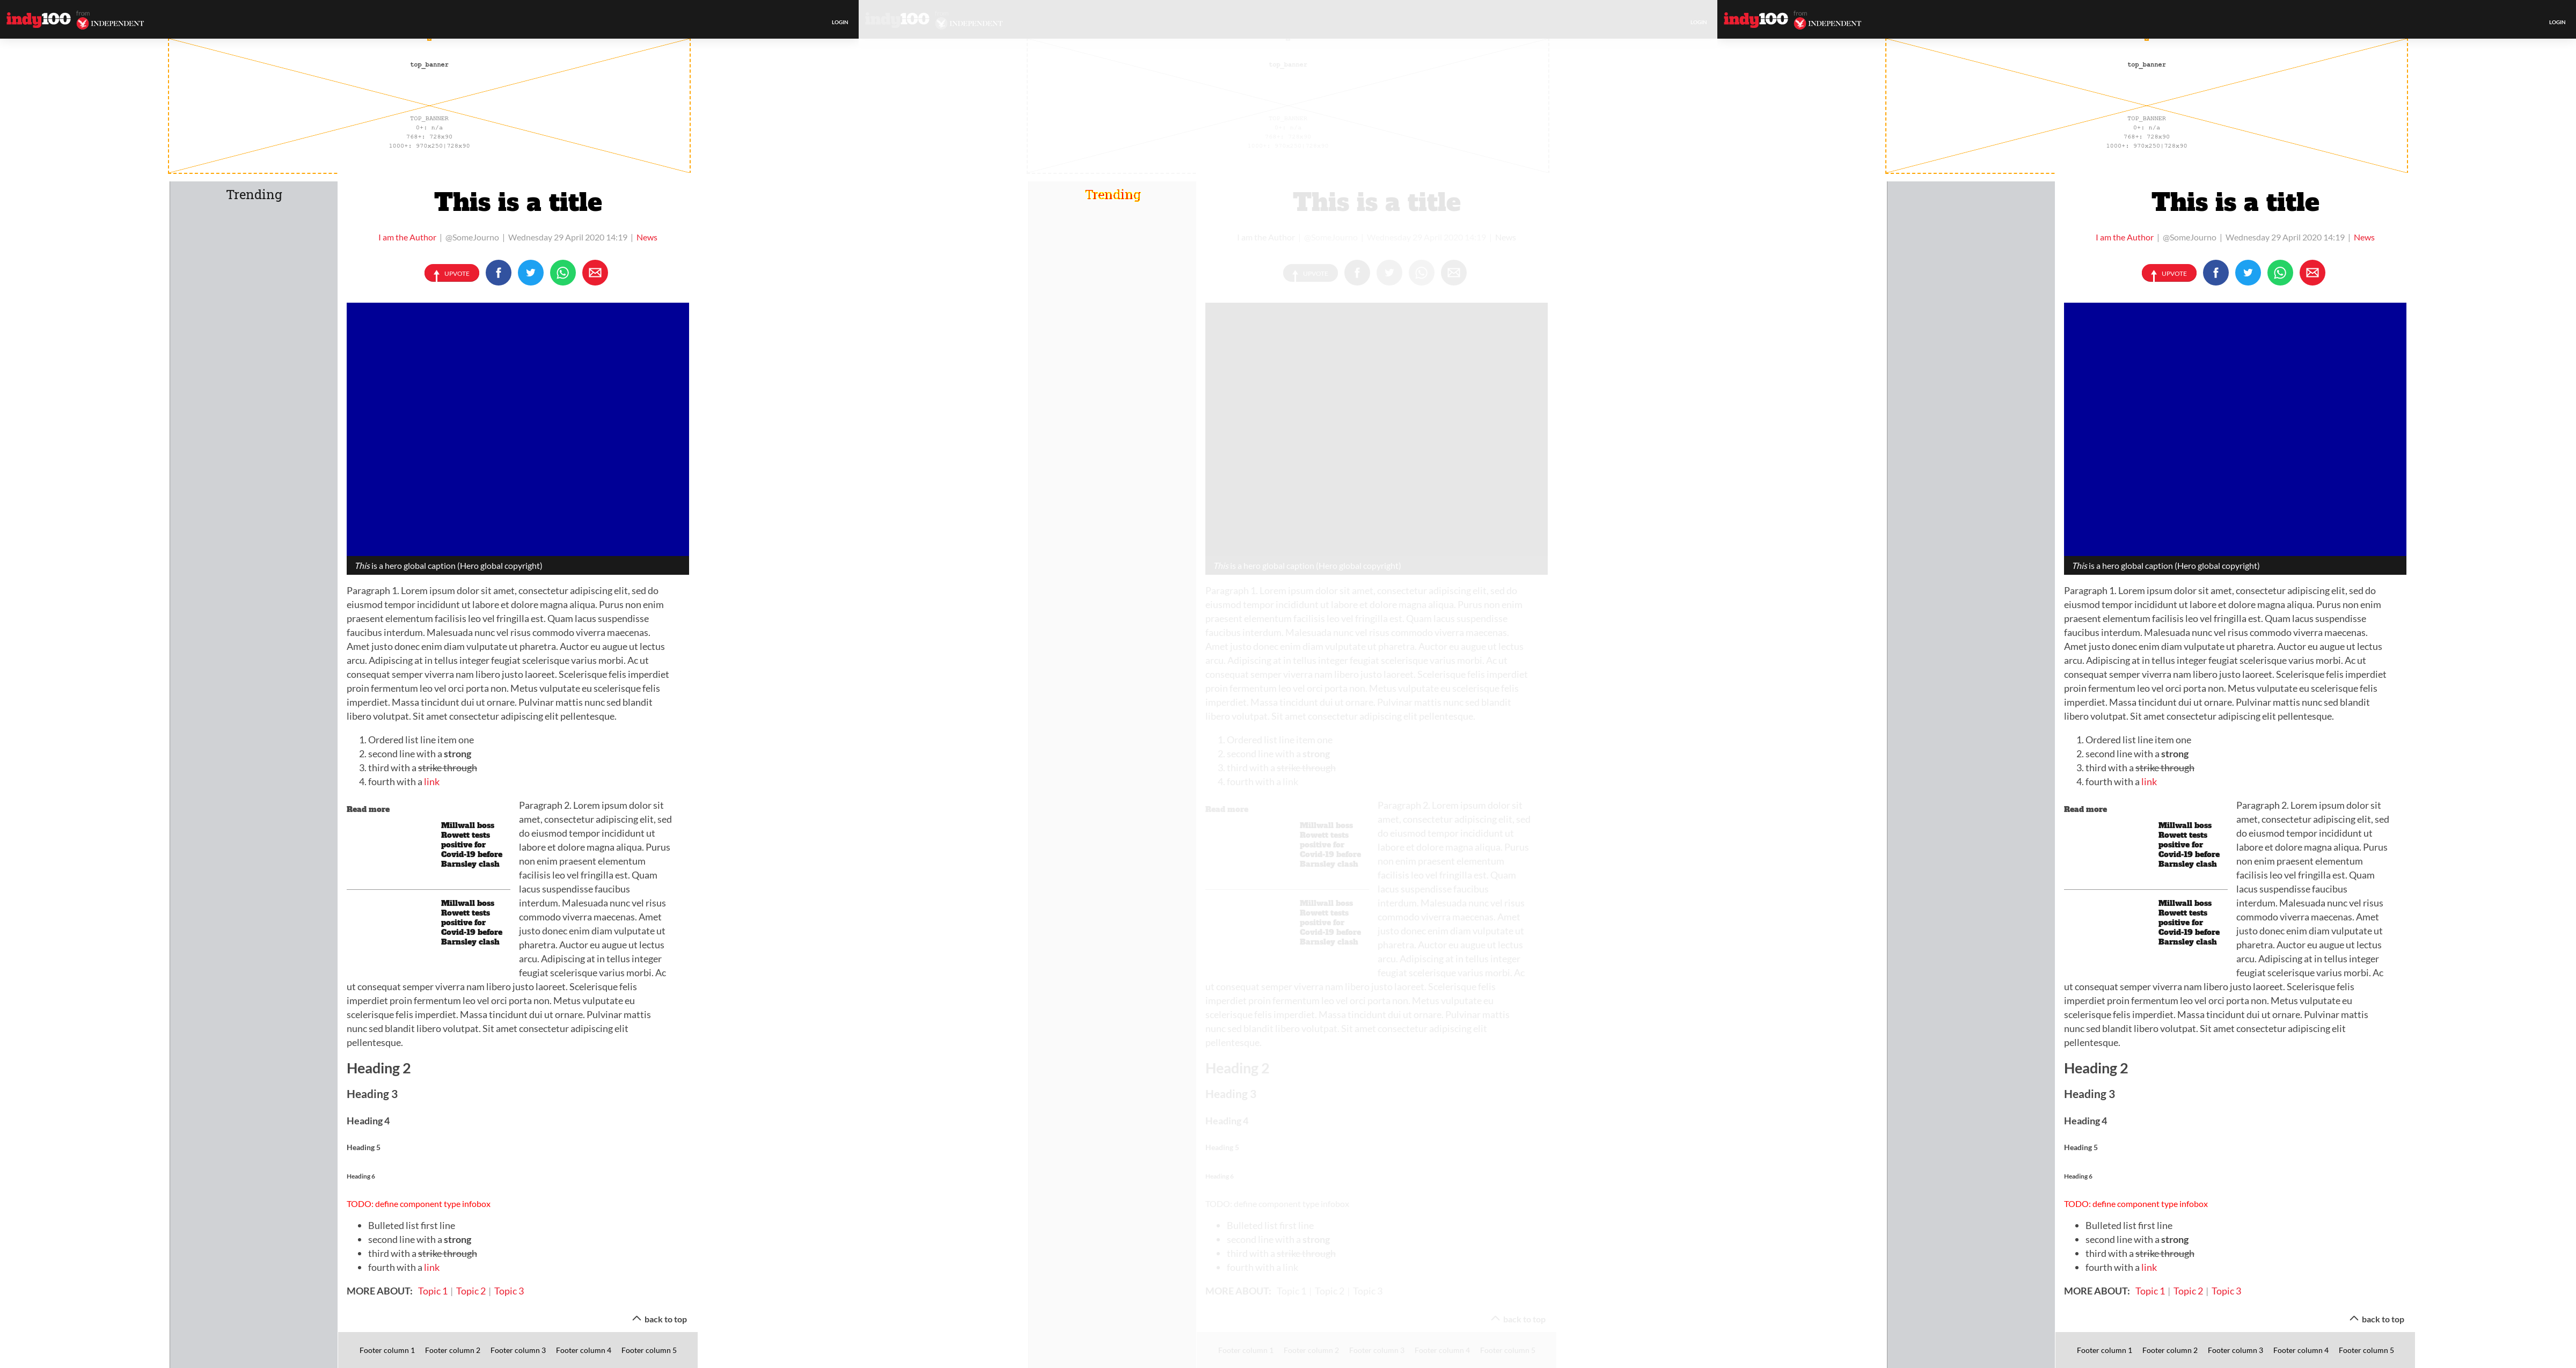 indy100 from INDEPENDENT
LOGIN
top_banner
TOP_BANNER
0+: n/a
768+: 728x90
1000+: 970x250|728x90
Trending
This is a title
I am the Author | @SomeJourno | Wednesday 29 April 2020 14:19 | News
UPVOTE
This is a hero global caption (Hero global copyright)
Paragraph 1. Lorem ipsum dolor sit amet, consectetur adipiscing elit, sed do
eiusmod tempor incididunt ut labore et dolore magna aliqua. Purus non enim
praesent elementum facilisis leo vel fringilla est. Quam lacus suspendisse
faucibus interdum. Malesuada nunc vel risus commodo viverra maecenas.
Amet justo donec enim diam vulputate ut pharetra. Auctor eu augue ut lectus
arcu. Adipiscing at in tellus integer feugiat scelerisque varius morbi. Ac ut
consequat semper viverra nam libero justo laoreet. Scelerisque felis imperdiet
proin fermentum leo vel orci porta non. Metus vulputate eu scelerisque felis
imperdiet. Massa tincidunt dui ut ornare. Pulvinar mattis nunc sed blandit
libero volutpat. Sit amet consectetur adipiscing elit pellentesque.
1. Ordered list line item one
2. second line with a strong
3. third with a strike through
4. fourth with a link
Read more
Millwall boss
Rowett tests
positive for
Covid-19 before
Barnsley clash
Millwall boss
Rowett tests
positive for
Covid-19 before
Barnsley clash
Paragraph 2. Lorem ipsum dolor sit
amet, consectetur adipiscing elit, sed
do eiusmod tempor incididunt ut
labore et dolore magna aliqua. Purus
non enim praesent elementum
facilisis leo vel fringilla est. Quam
lacus suspendisse faucibus
interdum. Malesuada nunc vel risus
commodo viverra maecenas. Amet
justo donec enim diam vulputate ut
pharetra. Auctor eu augue ut lectus
arcu. Adipiscing at in tellus integer
feugiat scelerisque varius morbi. Ac
ut consequat semper viverra nam libero justo laoreet. Scelerisque felis
imperdiet proin fermentum leo vel orci porta non. Metus vulputate eu
scelerisque felis imperdiet. Massa tincidunt dui ut ornare. Pulvinar mattis
nunc sed blandit libero volutpat. Sit amet consectetur adipiscing elit
pellentesque.
Heading 2
Heading 3
Heading 4
Heading 5
Heading 6
TODO: define component type infobox
• Bulleted list first line
• second line with a strong
• third with a strike through
• fourth with a link
MORE ABOUT: Topic 1 | Topic 2 | Topic 3
back to top
Footer column 1 Footer column 2 Footer column 3 Footer column 4 Footer column 5
indy100 INDEPENDENT
LOGIN
top_banner
Trending
This is a title
I am the Author | @SomeJourno | Wednesday 29 April 2020 14:19 | News
This is a hero global caption (Hero global copyright)
Paragraph 1. Lorem ipsum dolor sit amet, consectetur adipiscing elit, sed do
eiusmod tempor incididunt ut labore et dolore magna aliqua. Purus non enim
praesent elementum facilisis leo vel fringilla est. Quam lacus suspendisse
faucibus interdum. Malesuada nunc vel risus commodo viverra maecenas.
Amet justo donec enim diam vulputate ut pharetra. Auctor eu augue ut lectus
arcu. Adipiscing at in tellus integer feugiat scelerisque varius morbi. Ac ut
consequat semper viverra nam libero justo laoreet. Scelerisque felis imperdiet
proin fermentum leo vel orci porta non. Metus vulputate eu scelerisque felis
imperdiet. Massa tincidunt dui ut ornare. Pulvinar mattis nunc sed blandit
libero volutpat. Sit amet consectetur adipiscing elit pellentesque.
1. Ordered list line item one
2. second line with a strong
3. third with a strike through
4. fourth with a link
Read more
Millwall boss
Rowett tests
positive for
Covid-19 before
Barnsley clash
Millwall boss
Rowett tests
positive for
Covid-19 before
Barnsley clash
Paragraph 2. Lorem ipsum dolor sit
amet, consectetur adipiscing elit, sed
do eiusmod tempor incididunt ut
labore et dolore magna aliqua. Purus
non enim praesent elementum
facilisis leo vel fringilla est. Quam
lacus suspendisse faucibus
interdum. Malesuada nunc vel risus
commodo viverra maecenas. Amet
justo donec enim diam vulputate ut
pharetra. Auctor eu augue ut lectus
arcu. Adipiscing at in tellus integer
feugiat scelerisque varius morbi. Ac
ut consequat semper viverra nam libero justo laoreet. Scelerisque felis
imperdiet proin fermentum leo vel orci porta non. Metus vulputate eu
scelerisque felis imperdiet. Massa tincidunt dui ut ornare. Pulvinar mattis
nunc sed blandit libero volutpat. Sit amet consectetur adipiscing elit
pellentesque.
Heading 2
Heading 3
Heading 4
Heading 5
Heading 6
TODO: define component type infobox
• Bulleted list first line
• second line with a strong
• third with a strike through
• fourth with a link
MORE ABOUT: Topic 1 | Topic 2 | Topic 3
back to top
Footer column 1 Footer column 2 Footer column 3 Footer column 4 Footer column 5
indy100 from INDEPENDENT
LOGIN
top_banner
TOP_BANNER
0+: n/a
768+: 728x90
1000+: 970x250|728x90
This is a title
I am the Author | @SomeJourno | Wednesday 29 April 2020 14:19 | News
UPVOTE
This is a hero global caption (Hero global copyright)
Paragraph 1. Lorem ipsum dolor sit amet, consectetur adipiscing elit, sed do
eiusmod tempor incididunt ut labore et dolore magna aliqua. Purus non enim
praesent elementum facilisis leo vel fringilla est. Quam lacus suspendisse
faucibus interdum. Malesuada nunc vel risus commodo viverra maecenas.
Amet justo donec enim diam vulputate ut pharetra. Auctor eu augue ut lectus
arcu. Adipiscing at in tellus integer feugiat scelerisque varius morbi. Ac ut
consequat semper viverra nam libero justo laoreet. Scelerisque felis imperdiet
proin fermentum leo vel orci porta non. Metus vulputate eu scelerisque felis
imperdiet. Massa tincidunt dui ut ornare. Pulvinar mattis nunc sed blandit
libero volutpat. Sit amet consectetur adipiscing elit pellentesque.
1. Ordered list line item one
2. second line with a strong
3. third with a strike through
4. fourth with a link
Read more
Millwall boss
Rowett tests
positive for
Covid-19 before
Barnsley clash
Millwall boss
Rowett tests
positive for
Covid-19 before
Barnsley clash
Paragraph 2. Lorem ipsum dolor sit
amet, consectetur adipiscing elit, sed
do eiusmod tempor incididunt ut
labore et dolore magna aliqua. Purus
non enim praesent elementum
facilisis leo vel fringilla est. Quam
lacus suspendisse faucibus
interdum. Malesuada nunc vel risus
commodo viverra maecenas. Amet
justo donec enim diam vulputate ut
pharetra. Auctor eu augue ut lectus
arcu. Adipiscing at in tellus integer
feugiat scelerisque varius morbi. Ac
ut consequat semper viverra nam libero justo laoreet. Scelerisque felis
imperdiet proin fermentum leo vel orci porta non. Metus vulputate eu
scelerisque felis imperdiet. Massa tincidunt dui ut ornare. Pulvinar mattis
nunc sed blandit libero volutpat. Sit amet consectetur adipiscing elit
pellentesque.
Heading 2
Heading 3
Heading 4
Heading 5
Heading 6
TODO: define component type infobox
• Bulleted list first line
• second line with a strong
• third with a strike through
• fourth with a link
MORE ABOUT: Topic 1 | Topic 2 | Topic 3
back to top
Footer column 1 Footer column 2 Footer column 3 Footer column 4 Footer column 5